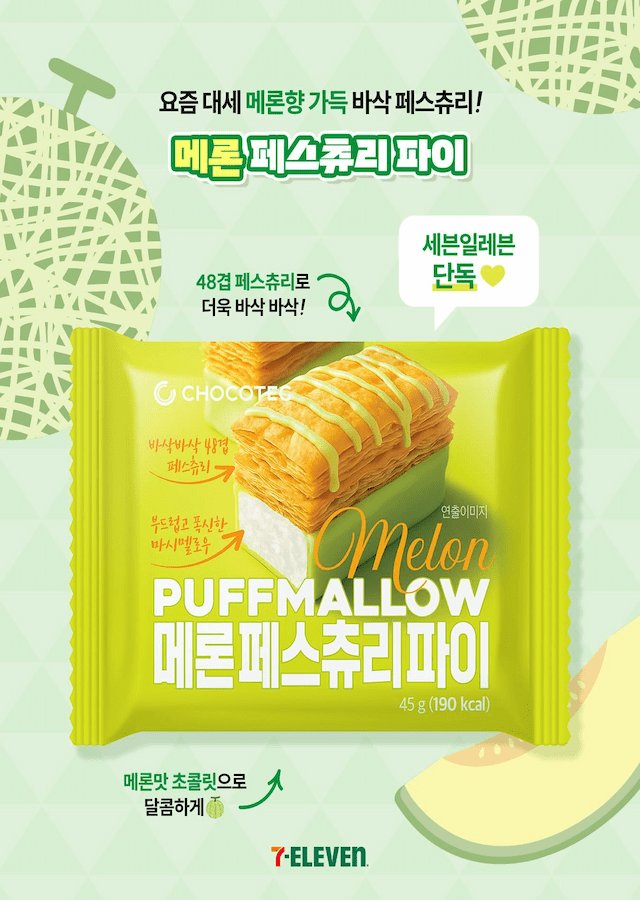 요즘 대세 메론향 가득 바삭 페스츄리!
메론 페스츄리 파이
세븐일레븐
단독
48겹 페스츄리로
더욱 바삭 바삭!
CHOCOTEG
바삭바삭 48겹
페스츄리
부드럽고 폭신한
마시멜로우
연출이미지
Melon
PUFFMALLOW
메론 페스츄리 파이
45 g (190 kcal)
메론맛 초콜릿으로
달콤하게
7-ELEVEN